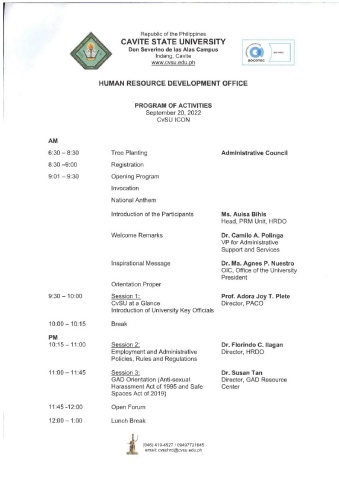 Republic of the Philippines
CAVITE STATE UNIVERSITY
Don Severino de las Alas Campus
Indang, Cavite
www.cvsu.edu.ph
HUMAN RESOURCE DEVELOPMENT OFFICE
PROGRAM OF ACTIVITIES
September 20, 2022
CvSU ICON
AM
6:30 – 8:30 Tree Planting Administrative Council
8:30 –9:00 Registration
9:01 – 9:30 Opening Program
Invocation
National Anthem
Introduction of the Participants Ms. Auisa Bihis
Head, PRM Unit, HRDO
Welcome Remarks Dr. Camilo A. Polinga
VP for Administrative
Support and Services
Inspirational Message Dr. Ma. Agnes P. Nuestro
OIC, Office of the University
President
Orientation Proper
9:30 – 10:00 Session 1: Prof. Adora Joy T. Plete
CvSU at a Glance Director, PACO
Introduction of University Key Officials
10:00 – 10:15 Break
PM
10:15 – 11:00 Session 2: Dr. Florindo C. Ilagan
Employment and Administrative Director, HRDO
Policies, Rules and Regulations
11:00 – 11:45 Session 3: Dr. Susan Tan
GAD Orientation (Anti-sexual Director, GAD Resource
Harassment Act of 1995 and Safe Center
Spaces Act of 2019)
11:45 -12:00 Open Forum
12:00 – 1:00 Lunch Break